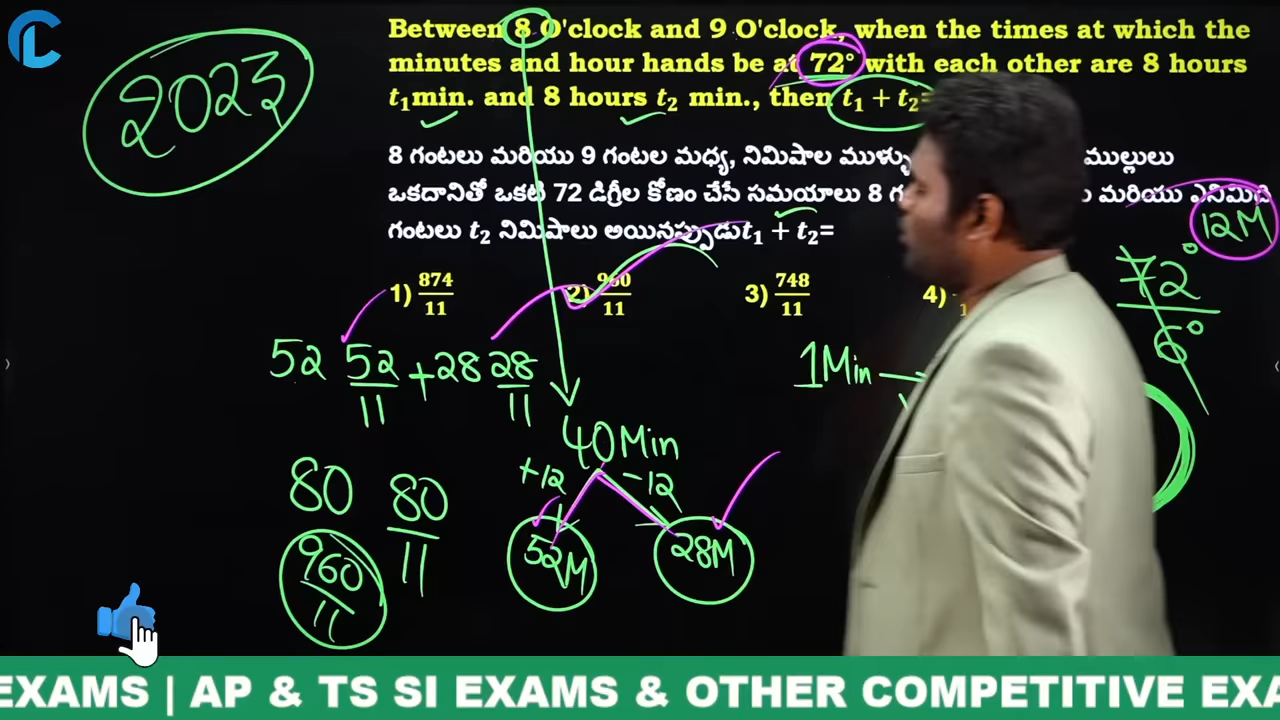 LC
2023
Between 8 O'clock and 9 O'clock, when the times at which the
minutes and hour hands be at 72° with each other are 8 hours
t₁min. and 8 hours t₂ min., then t₁ + t₂=
8 గంటలు మరియు 9 గంటల మధ్య, నిమిషాల ముళ్ళు ముల్లులు
ఒకదానితో ఒకటి 72 డిగ్రీల కోణం చేసే సమయాలు 8 మరియు ఎనిమిది
గంటలు t₂ నిమిషాలు అయినప్పుడు t₁ + t₂=
12M
72°/6°
1) 874/11 2) 960/11 3) 748/11 4)
52 52/11 + 28 28/11
1Min
40 Min
+12 -12
80 80/11
52M 28M
960/11
EXAMS | AP & TS SI EXAMS & OTHER COMPETITIVE EXA